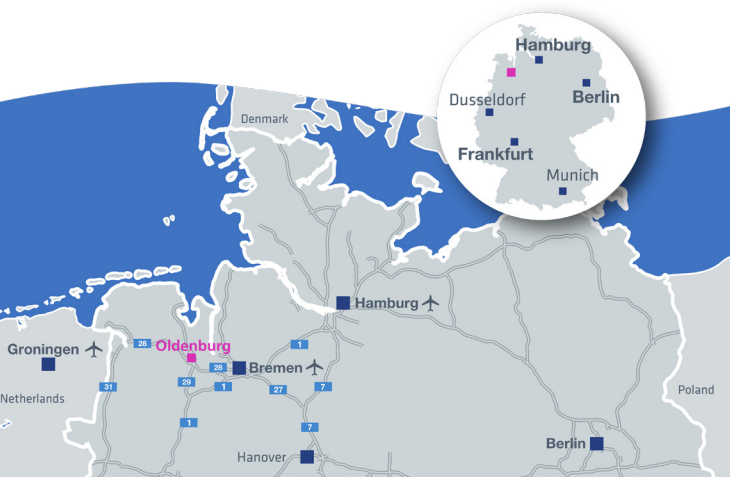 Hamburg
Dusseldorf
Berlin
Frankfurt
Munich
Denmark
Hamburg
Groningen
28
Oldenburg
1
28
Bremen
31
29
1
27
7
Netherlands
Poland
1
7
Berlin
Hanover